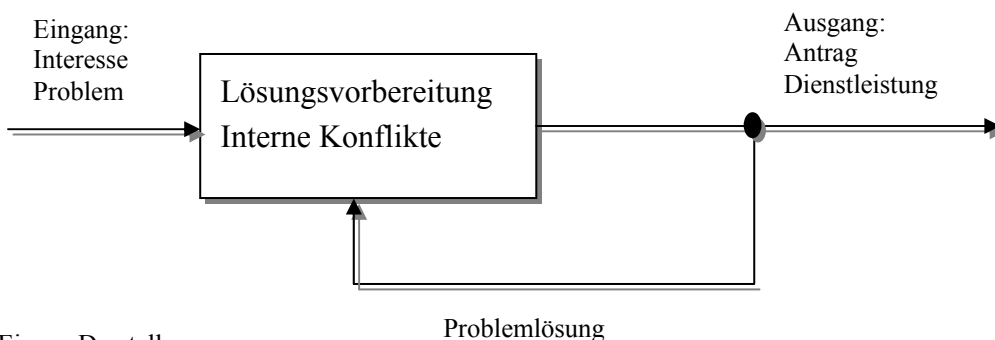 Eingang:
Interesse
Problem
Lösungsvorbereitung
Interne Konflikte
Ausgang:
Antrag
Dienstleistung
Problemlösung